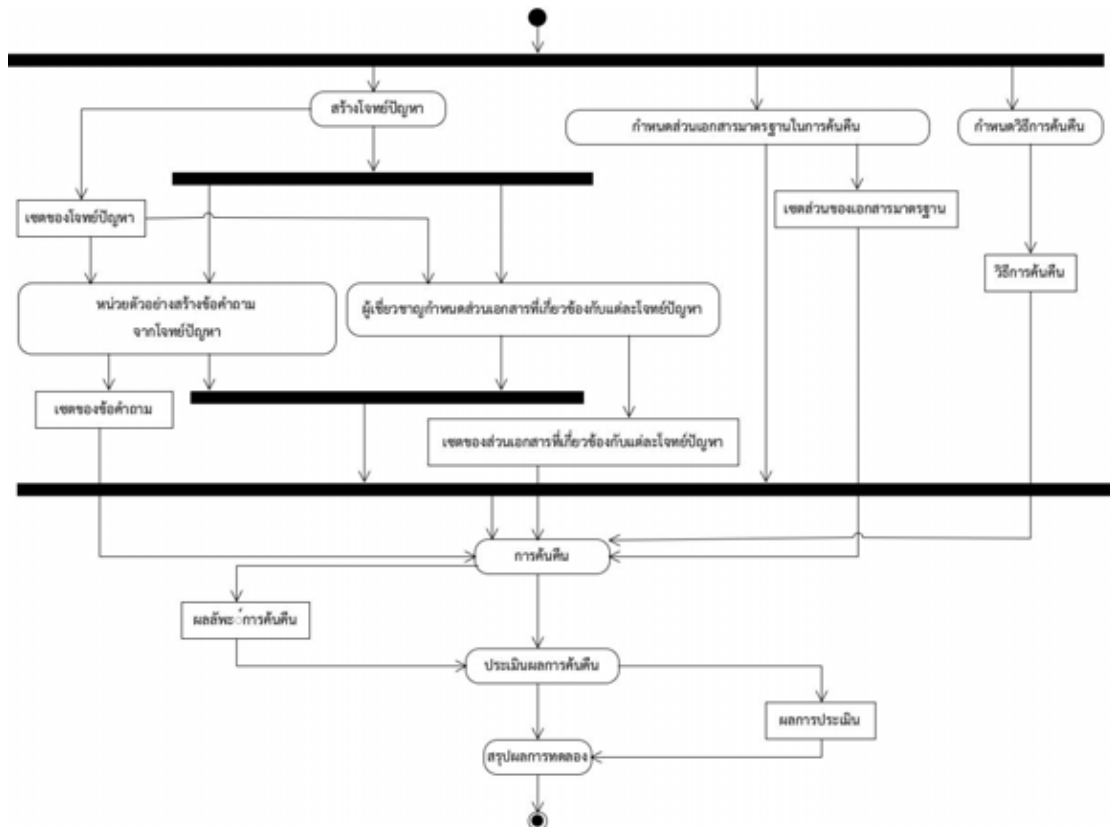 สร้างโจทย์ปัญหา
กำหนดส่วนเอกสารมาตรฐานในการค้นคืน
กำหนดวิธีการค้นคืน
เซตของโจทย์ปัญหา
เซตส่วนของเอกสารมาตรฐาน
วิธีการค้นคืน
หน่วยตัวอย่างสร้างข้อคำถาม
จากโจทย์ปัญหา
ผู้เชี่ยวชาญกำหนดส่วนเอกสารที่เกี่ยวข้องกับแต่ละโจทย์ปัญหา
เซตของข้อคำถาม
เซตของส่วนเอกสารที่เกี่ยวข้องกับแต่ละโจทย์ปัญหา
การค้นคืน
ผลลัพะ์การค้นคืน
ประเมินผลการค้นคืน
ผลการประเมิน
สรุปผลการทดลอง